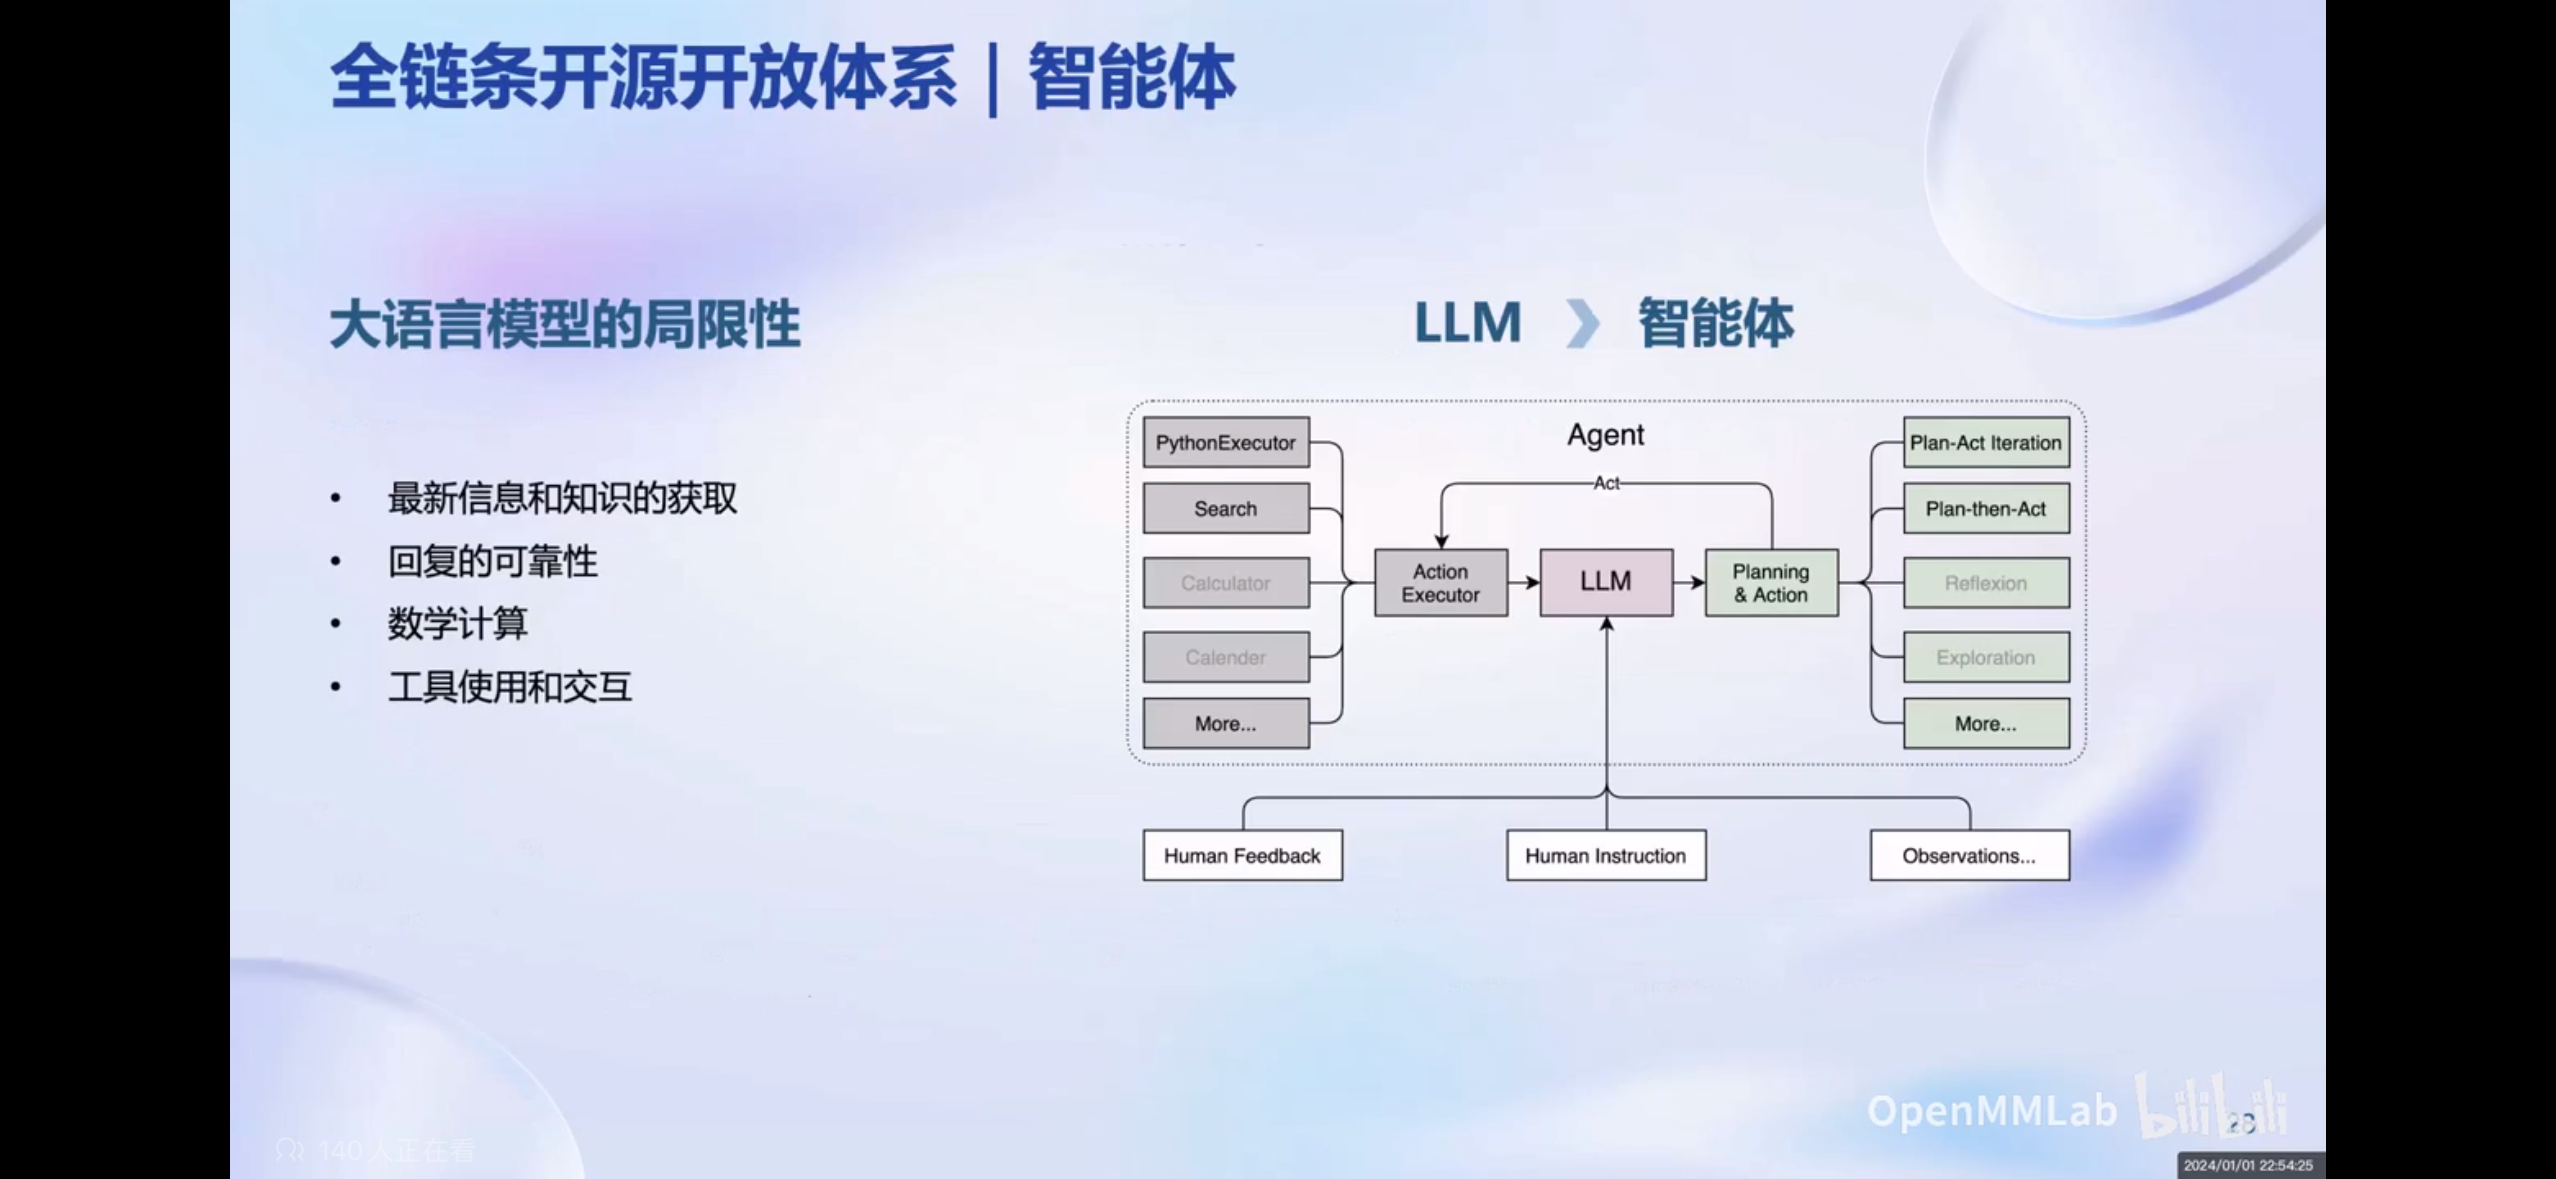 全链条开源开放体系｜智能体
大语言模型的局限性
• 最新信息和知识的获取
• 回复的可靠性
• 数学计算
• 工具使用和交互
LLM
智能体
Agent
Act
PythonExecutor
Search
Calculator
Calender
More...
Action
Executor
LLM
Planning
& Action
Plan-Act Iteration
Plan-then-Act
Reflexion
Exploration
More...
Human Feedback
Human Instruction
Observations...
140人正在看
OpenMMLab
bilibili
28
2024/01/01 22:54:25